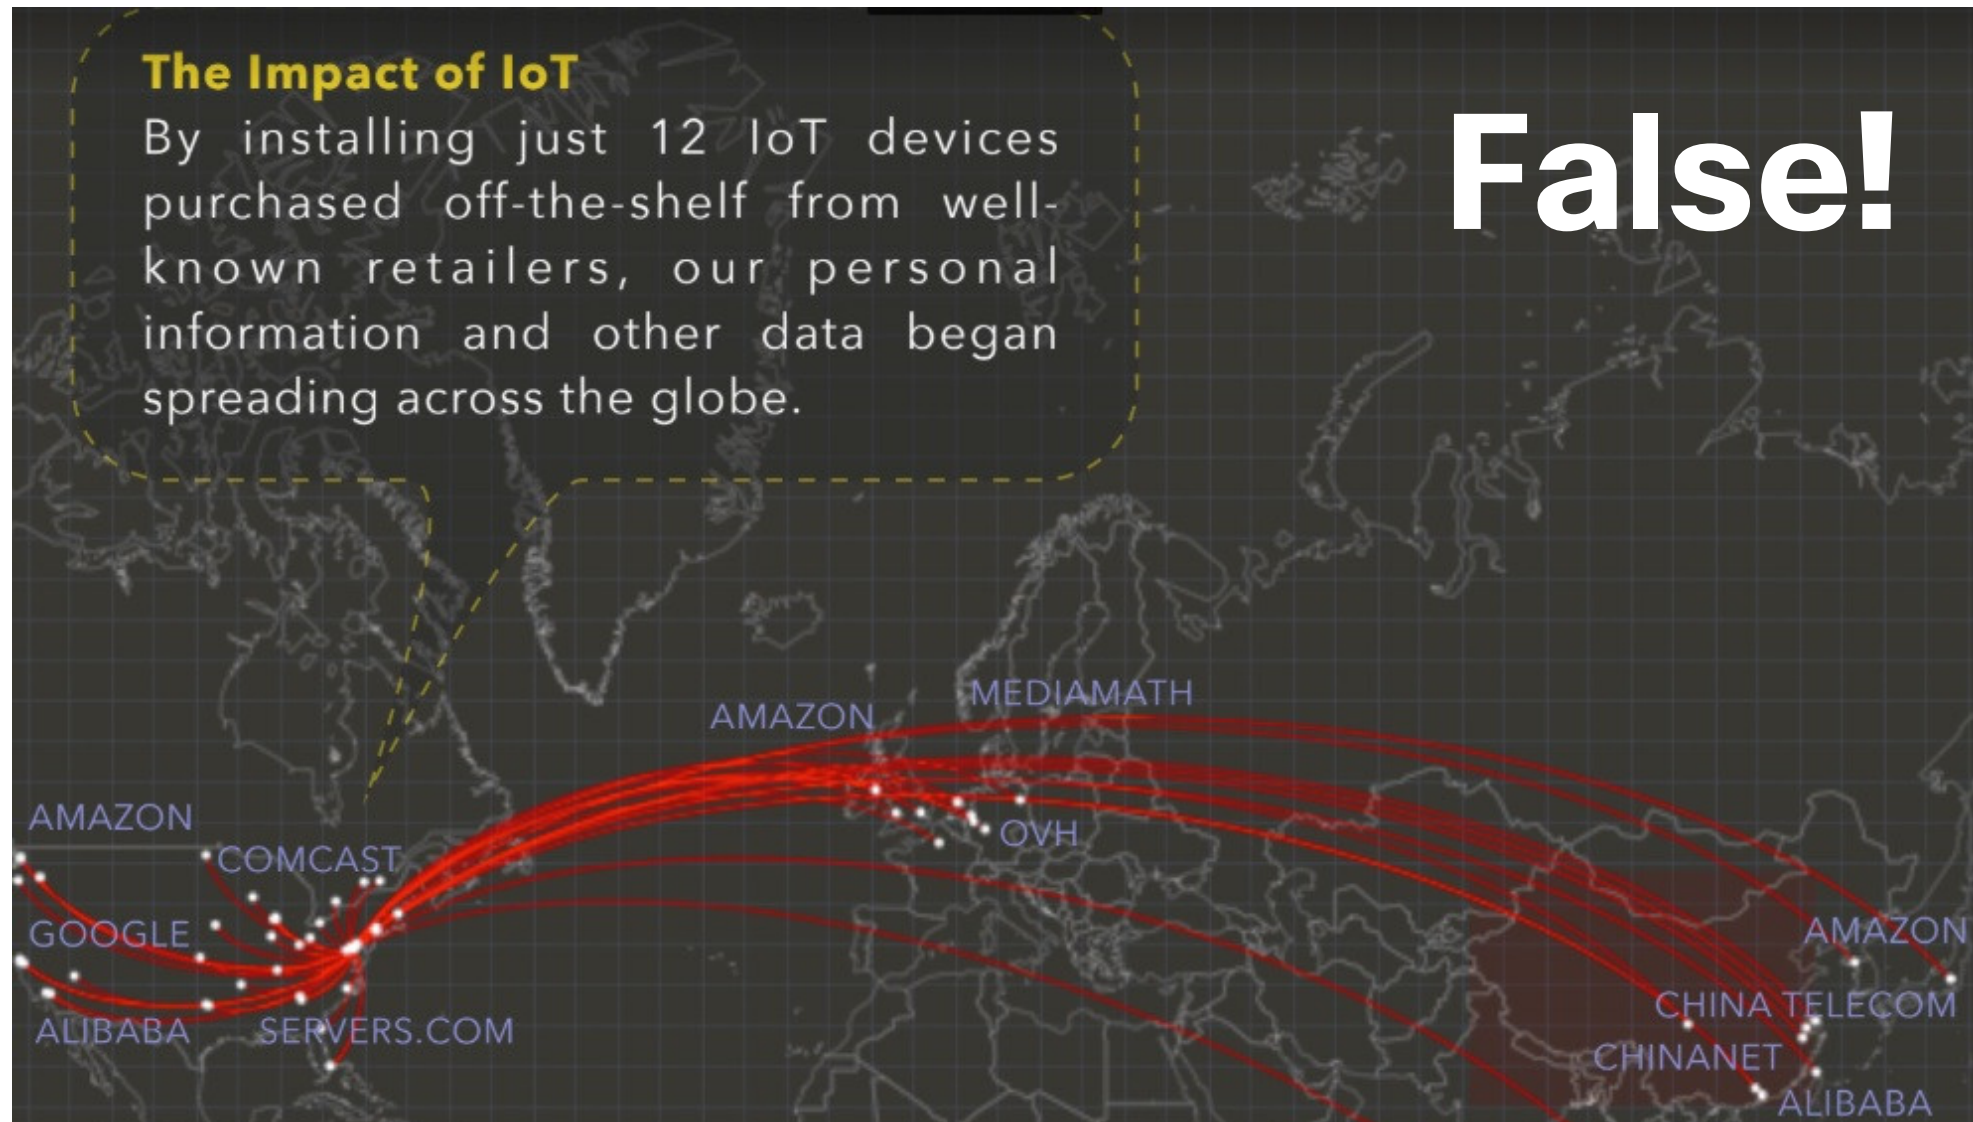 The Impact of IoT
By installing just 12 IoT devices
purchased off-the-shelf from well-
known retailers, our personal
information and other data began
spreading across the globe.
False!
MEDIAMATH
AMAZON
AMAZON
OVH
COMCAST
GOOGLE
AMAZON
CHINA TELECOM
ALIBABA
SERVERS.COM
CHINANET
ALIBABA